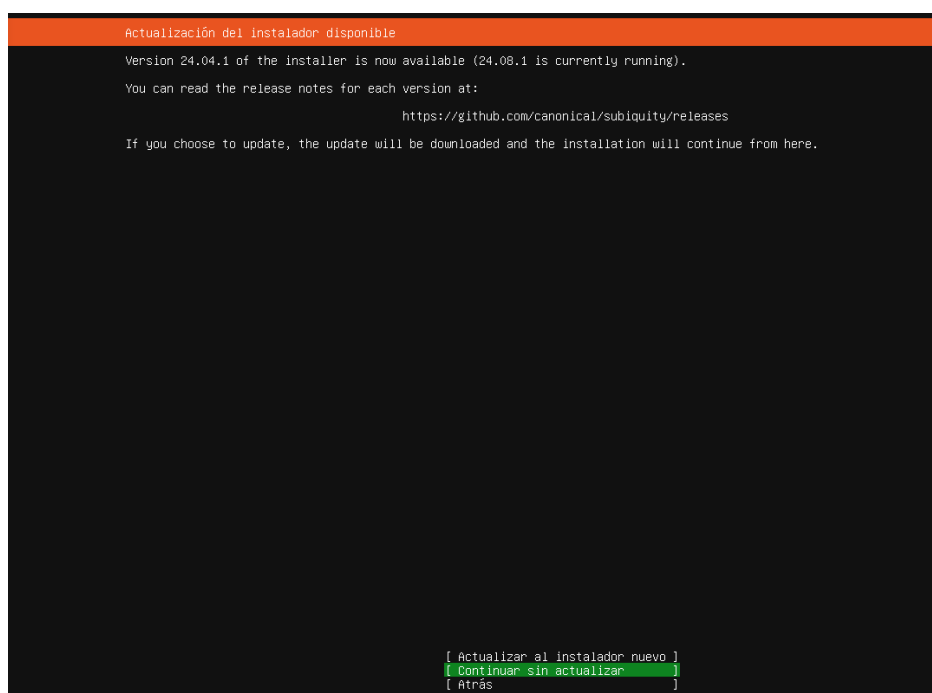 Actualización del instalador disponible
Version 24.04.1 of the installer is now available (24.08.1 is currently running).
You can read the release notes for each version at:
https://github.com/canonical/subiquity/releases
If you choose to update, the update will be downloaded and the installation will continue from here.
[ Actualizar al instalador nuevo ]
[ Continuar sin actualizar ]
[ Atrás ]